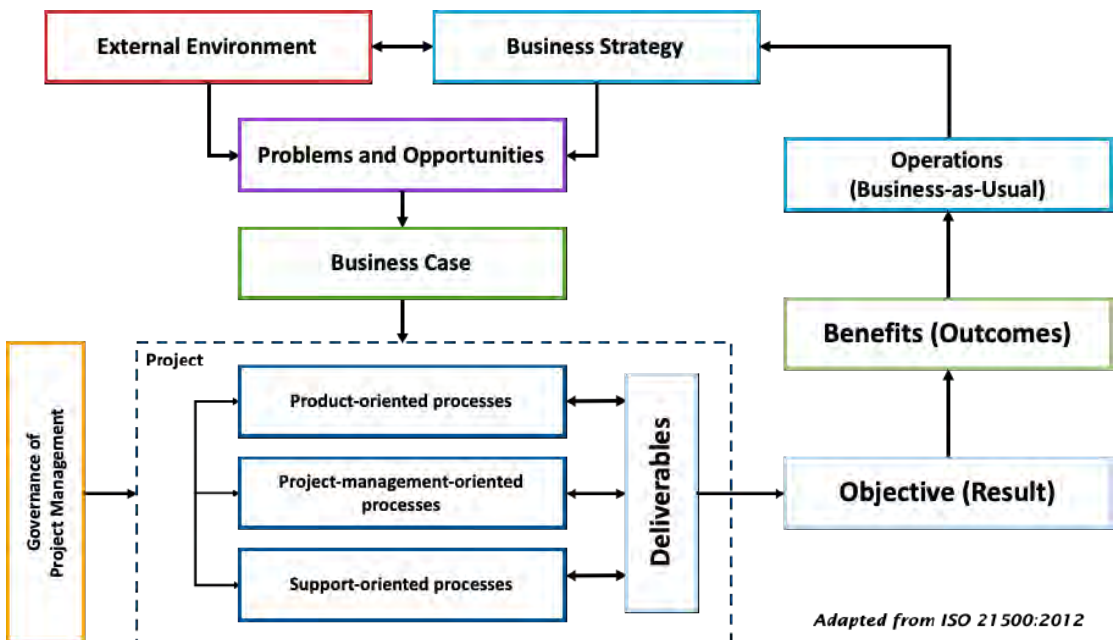 External Environment
Business Strategy
Problems and Opportunities
Operations
(Business-as-Usual)
Business Case
Benefits (Outcomes)
Project
Governance of
Project Management
Product-oriented processes
Project-management-oriented
processes
Support-oriented processes
Deliverables
Objective (Result)
Adapted from ISO 21500:2012